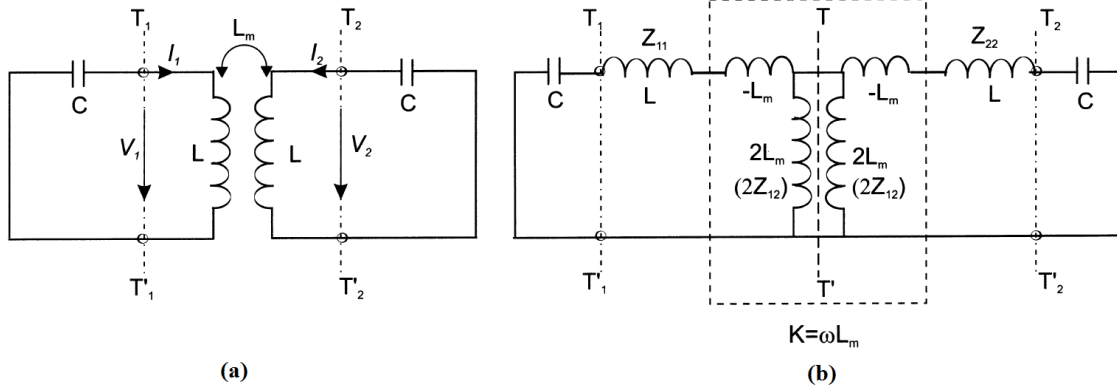 T₁ Lₘ T₂
I₁ I₂
C C
V₁ L L V₂
T'₁ T'₂
(a)
T₁ T T₂
Z₁₁ Z₂₂
C L -Lₘ -Lₘ L C
2Lₘ 2Lₘ
(2Z₁₂) (2Z₁₂)
T'₁ T' T'₂
K=ωLₘ
(b)